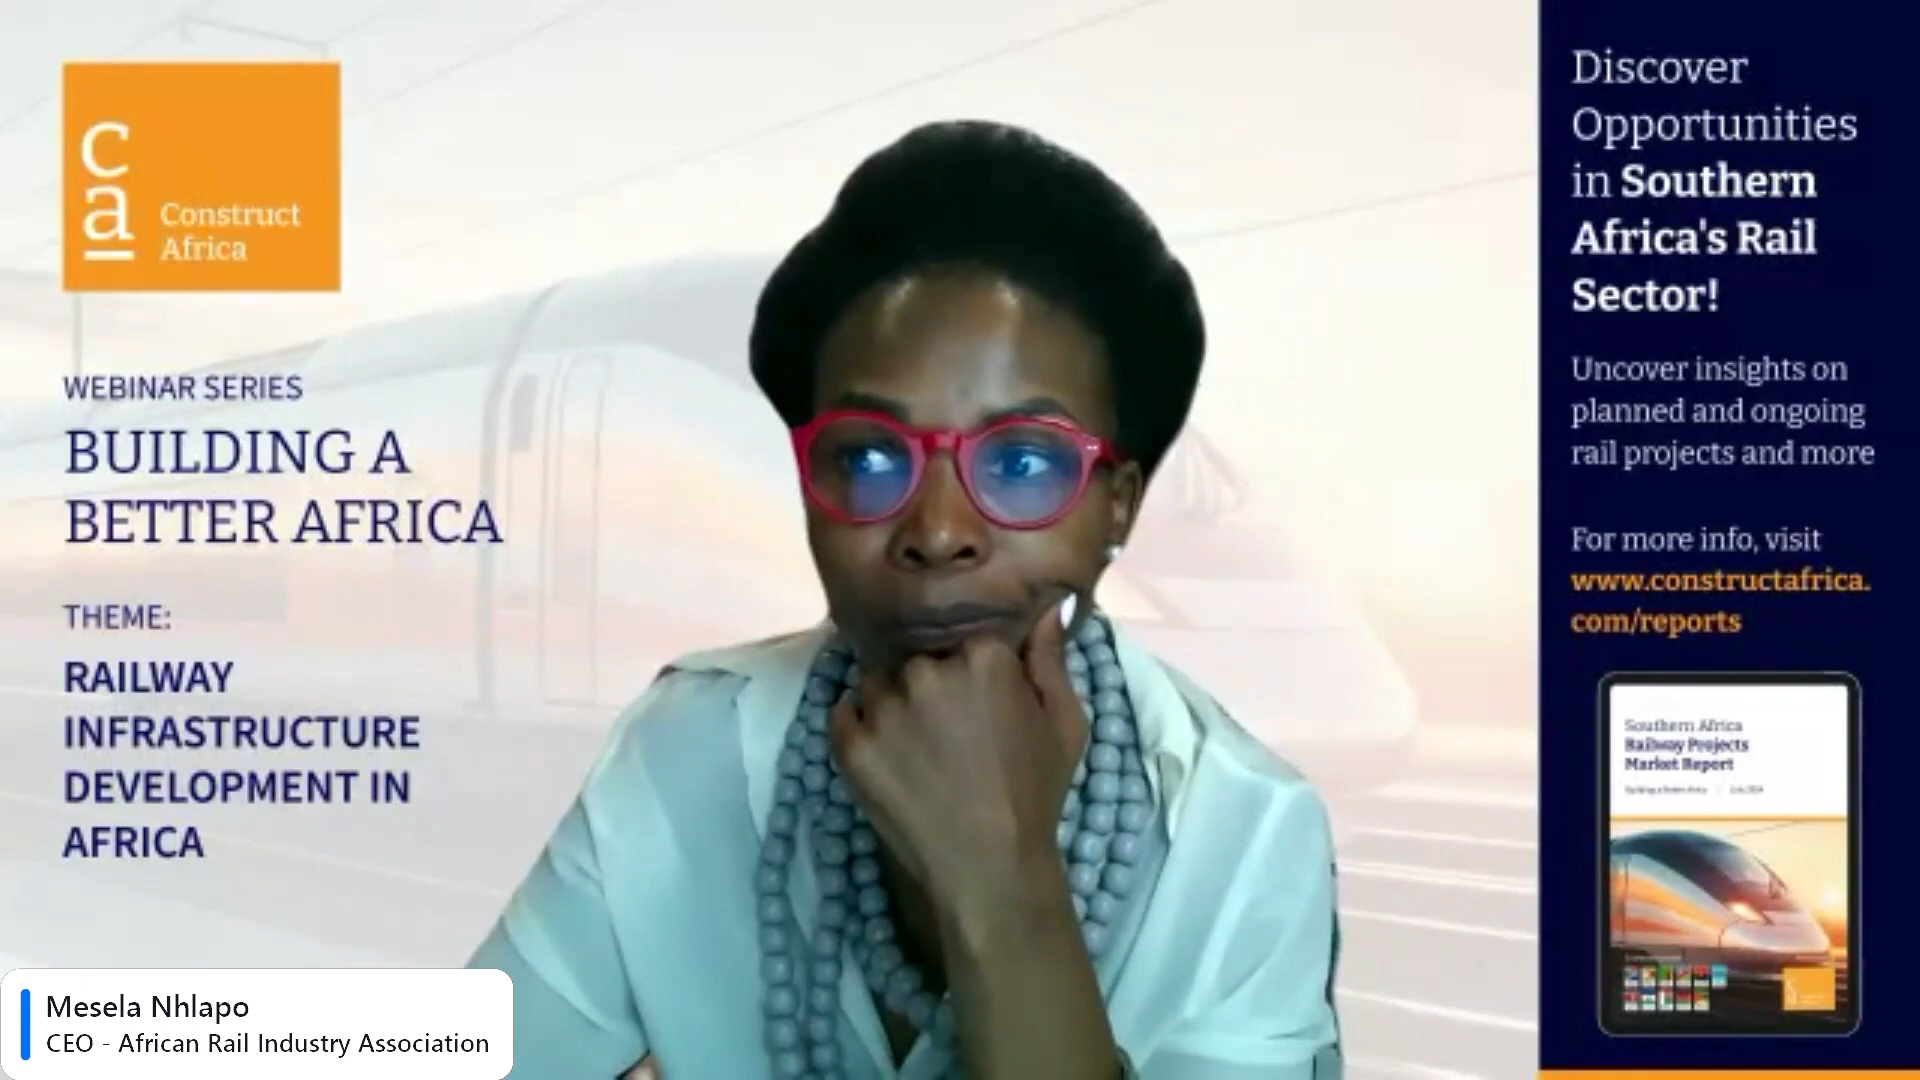 ca
Construct
Africa
WEBINAR SERIES
BUILDING A
BETTER AFRICA
THEME:
RAILWAY
INFRASTRUCTURE
DEVELOPMENT IN
AFRICA
Mesela Nhlapo
CEO - African Rail Industry Association
Discover
Opportunities
in Southern
Africa's Rail
Sector!
Uncover insights on
planned and ongoing
rail projects and more
For more info, visit
www.constructafrica.
com/reports
Southern Africa
Railway Projects
Market Report